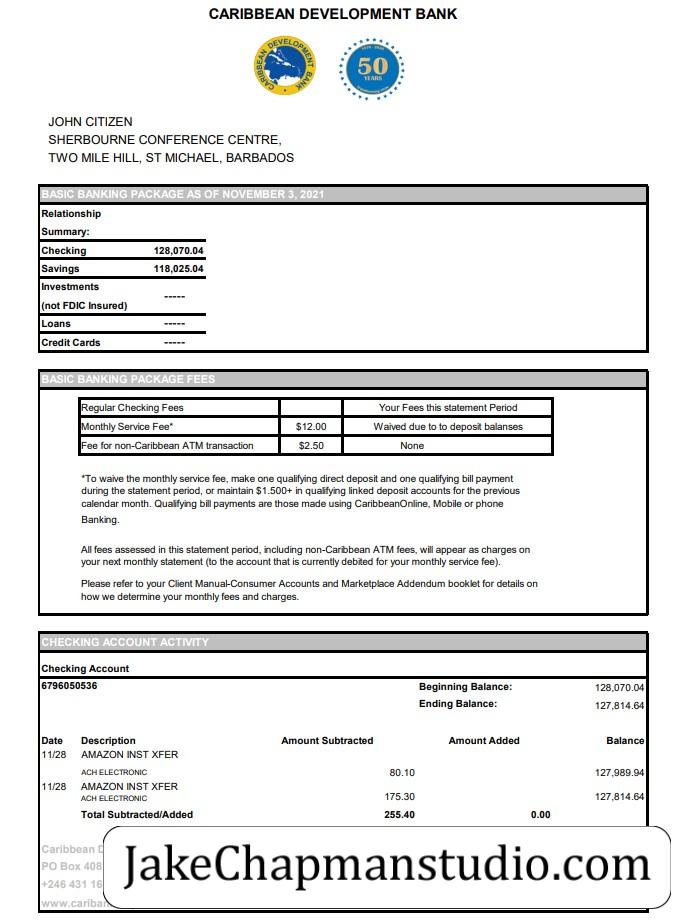 CARIBBEAN DEVELOPMENT BANK
CARIBBEAN DEVELOPMENT BANK
50
YEARS
JOHN CITIZEN
SHERBOURNE CONFERENCE CENTRE,
TWO MILE HILL, ST MICHAEL, BARBADOS
BASIC BANKING PACKAGE AS OF NOVEMBER 3, 2021
Relationship
Summary:
Checking 128,070.04
Savings 118,025.04
Investments
(not FDIC Insured) -----
Loans -----
Credit Cards -----
BASIC BANKING PACKAGE FEES
Regular Checking Fees Your Fees this statement Period
Monthly Service Fee* $12.00 Waived due to to deposit balanses
Fee for non-Caribbean ATM transaction $2.50 None
*To waive the monthly service fee, make one qualifying direct deposit and one qualifying bill payment
during the statement period, or maintain $1.500+ in qualifying linked deposit accounts for the previous
calendar month. Qualifying bill payments are those made using CaribbeanOnline, Mobile or phone
Banking.
All fees assessed in this statement period, including non-Caribbean ATM fees, will appear as charges on
your next monthly statement (to the account that is currently debited for your monthly service fee).
Please refer to your Client Manual-Consumer Accounts and Marketplace Addendum booklet for details on
how we determine your monthly fees and charges.
CHECKING ACCOUNT ACTIVITY
Checking Account
6796050536 Beginning Balance: 128,070.04
Ending Balance: 127,814.64
Date Description Amount Subtracted Amount Added Balance
11/28 AMAZON INST XFER
ACH ELECTRONIC 80.10 127,989.94
11/28 AMAZON INST XFER
ACH ELECTRONIC 175.30 127,814.64
Total Subtracted/Added 255.40 0.00
Caribbean
PO Box 408
+246 431 16
JakeChapmanstudio.com